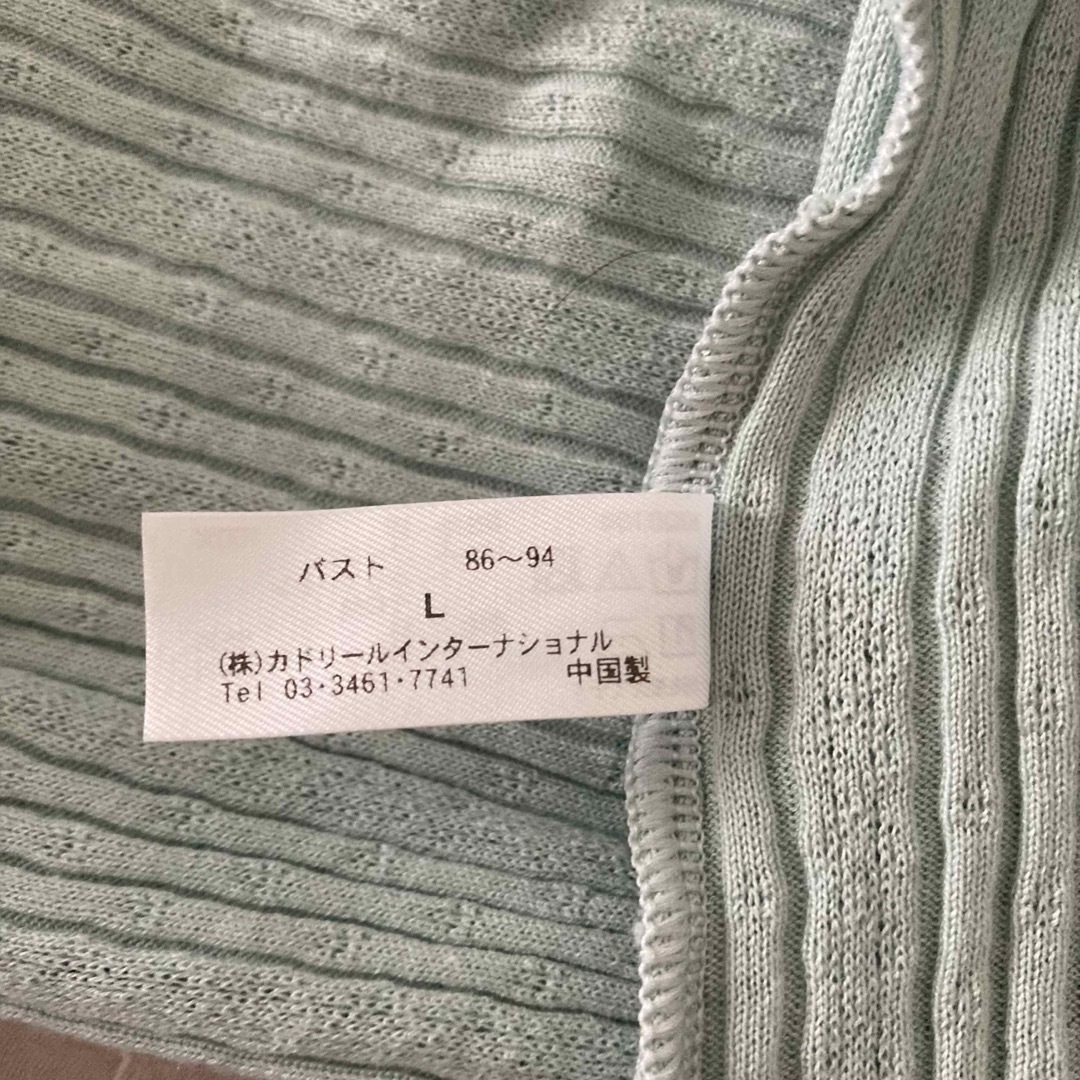 バスト 86～94
L
(株)カドリールインターナショナル
Tel 03・3461・7741 中国製